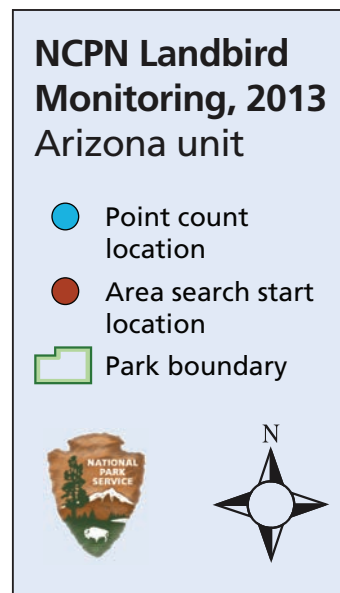 NCPN Landbird
Monitoring, 2013
Arizona unit
Point count
location
Area search start
location
Park boundary
N
NATIONAL
PARK
SERVICE